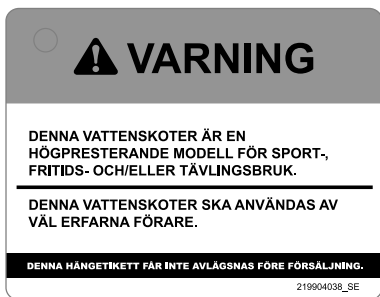 VARNING
DENNA VATTENSKOTER ÄR EN
HÖGPRESTERANDE MODELL FÖR SPORT-,
FRITIDS- OCH/ELLER TÄVLINGSBRUK.
DENNA VATTENSKOTER SKA ANVÄNDAS AV
VÄL ERFARNA FÖRARE.
DENNA HÄNGETIKETT FÅR INTE AVLÄGSNAS FÖRE FÖRSÄLJNING.
219904038_SE